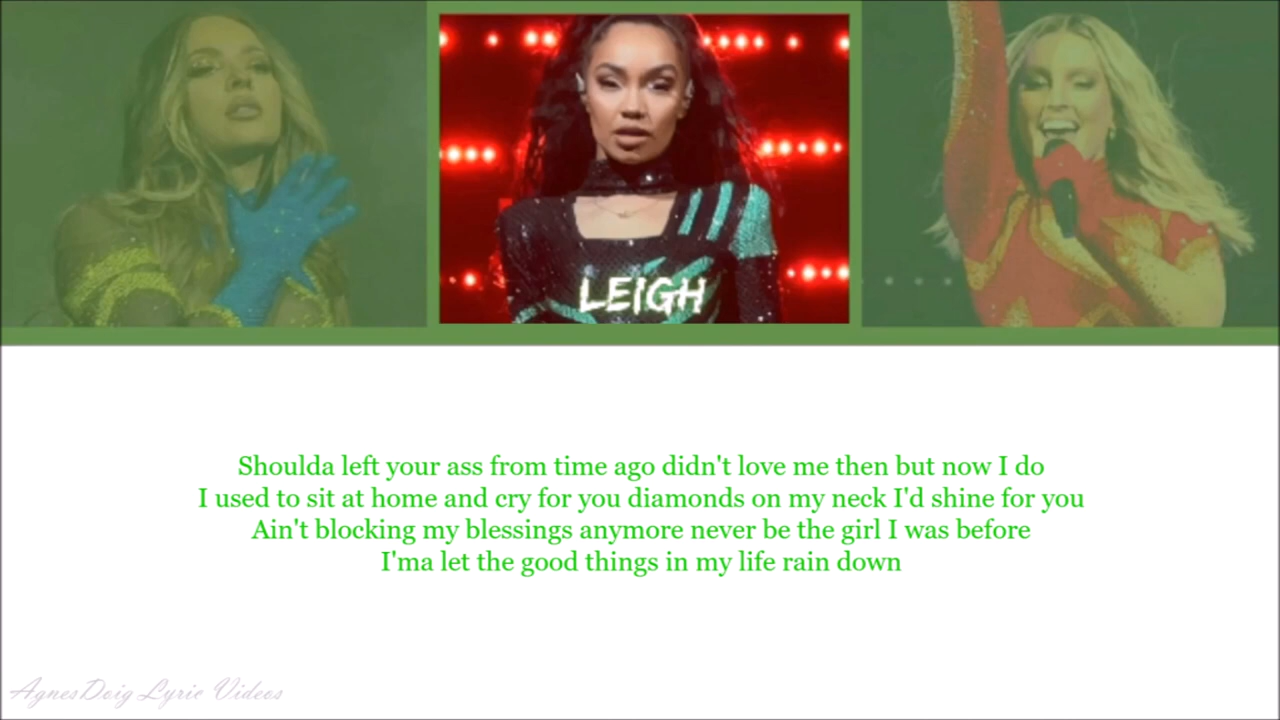 LEIGH
Shoulda left your ass from time ago didn't love me then but now I do
I used to sit at home and cry for you diamonds on my neck I'd shine for you
Ain't blocking my blessings anymore never be the girl I was before
I'ma let the good things in my life rain down
AgnesDoig Lyric Videos